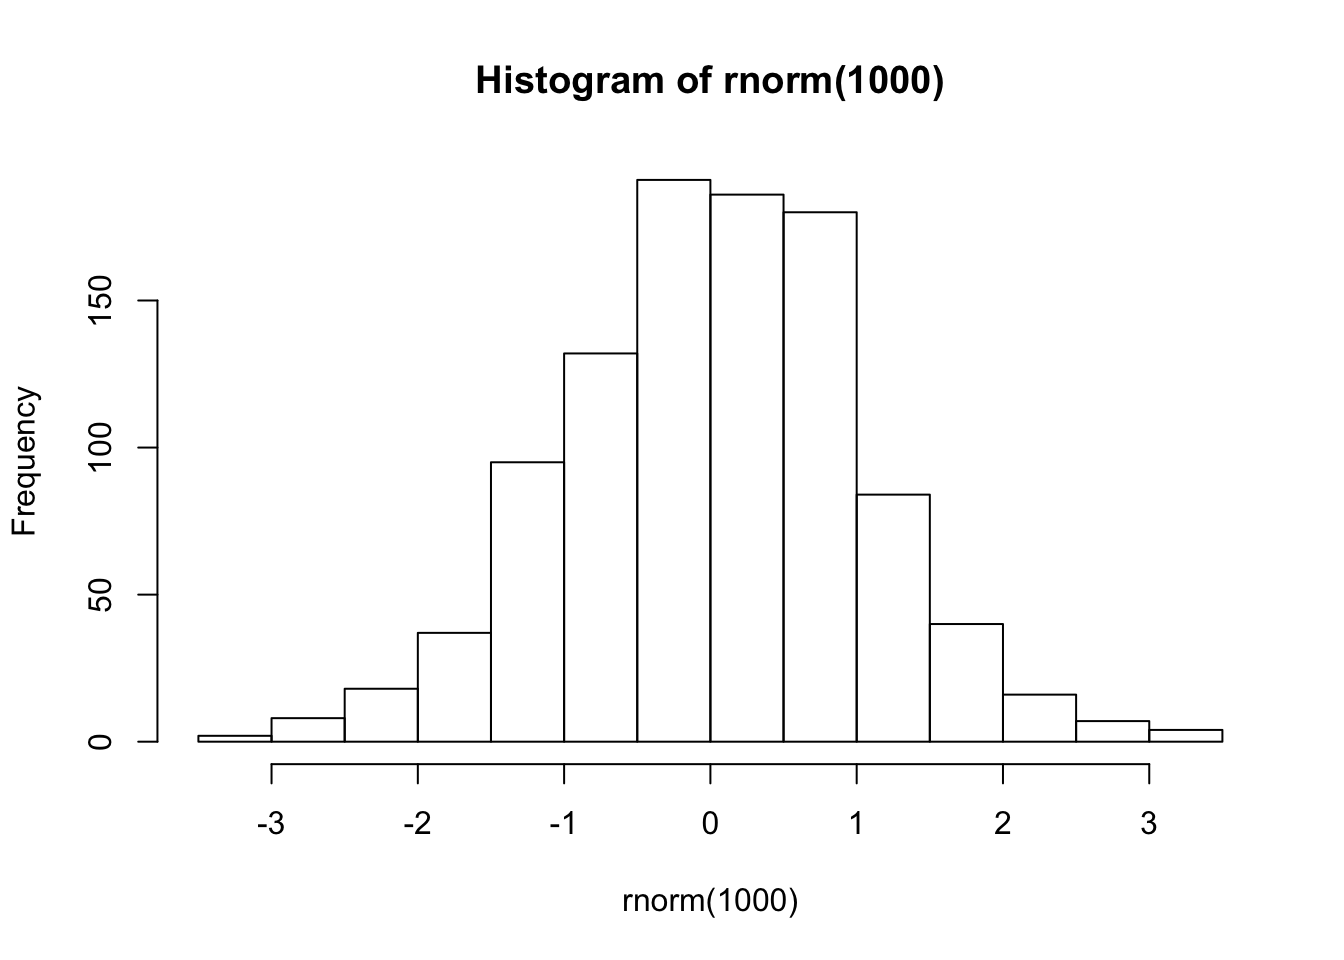 Histogram of rnorm(1000)
Frequency
150
100
50
0
-3 -2 -1 0 1 2 3
rnorm(1000)